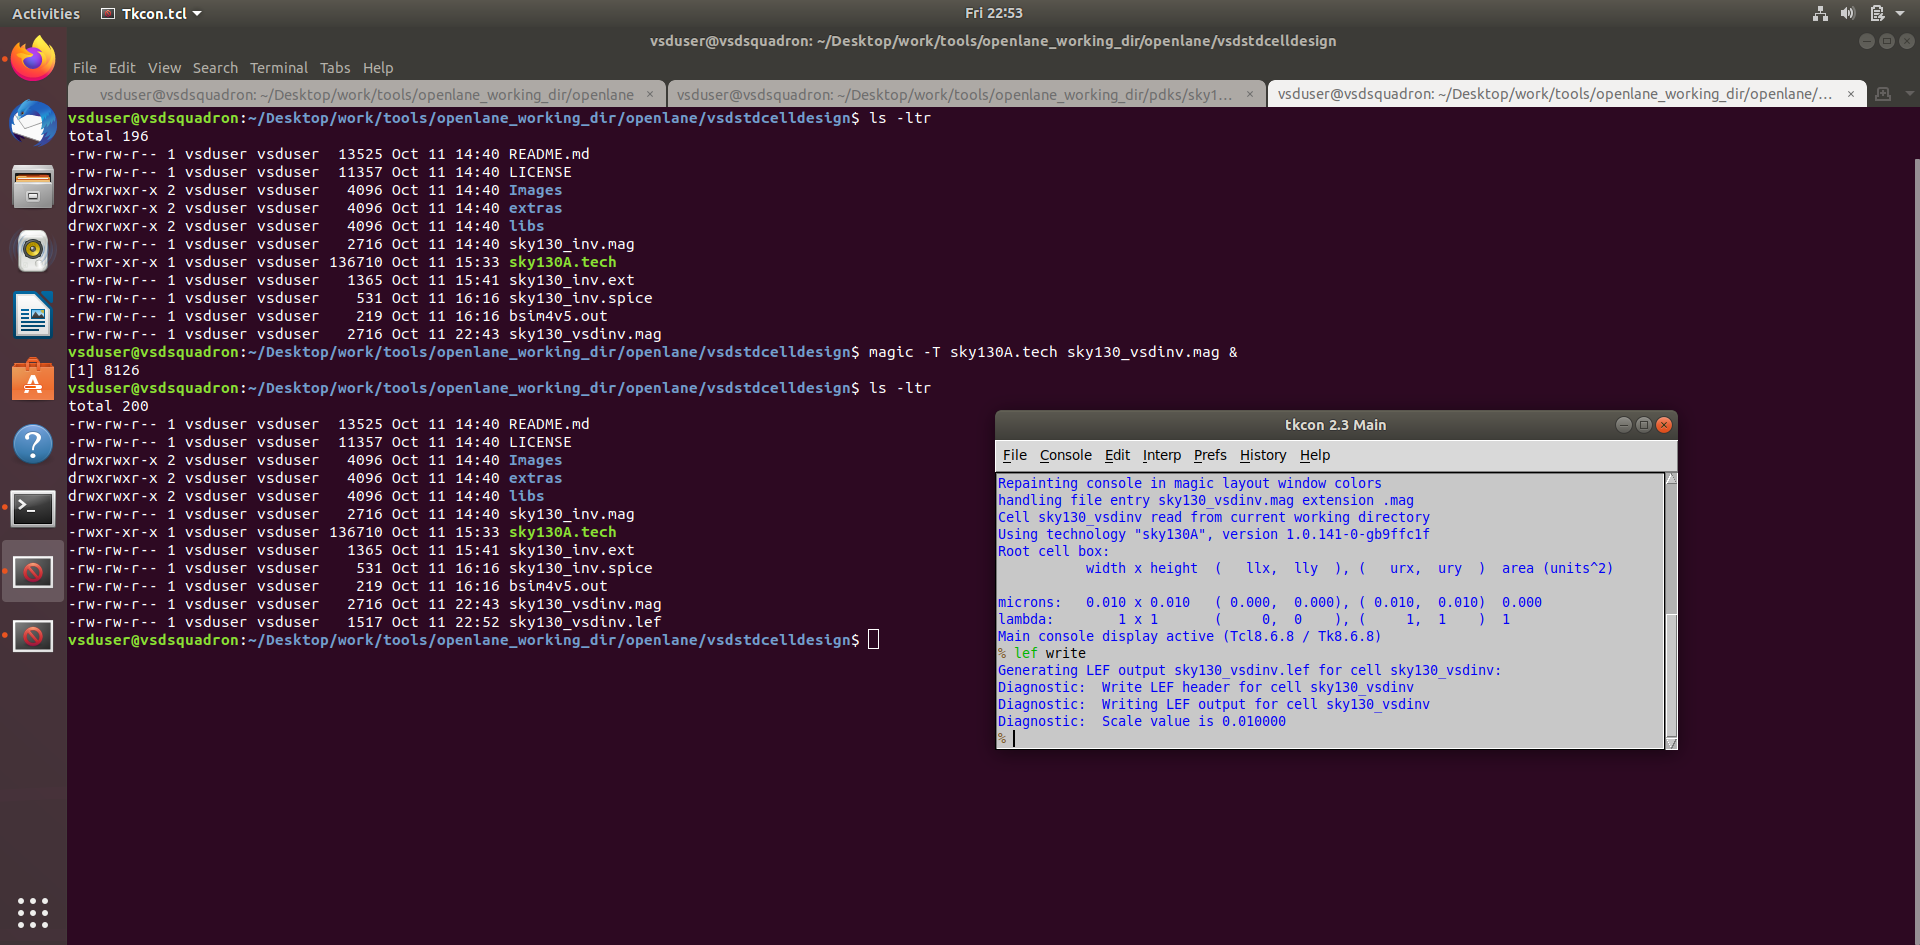 Activities Tkcon.tcl Fri 22:53
vsduser@vsdsquadron: ~/Desktop/work/tools/openlane_working_dir/openlane/vsdstdcelldesign
File Edit View Search Terminal Tabs Help
vsduser@vsdsquadron: ~/Desktop/work/tools/openlane_working_dir/openlane × vsduser@vsdsquadron: ~/Desktop/work/tools/openlane_working_dir/pdks/sky1... × vsduser@vsdsquadron: ~/Desktop/work/tools/openlane_working_dir/openlane/... ×
vsduser@vsdsquadron:~/Desktop/work/tools/openlane_working_dir/openlane/vsdstdcelldesign$ ls -ltr
total 196
-rw-rw-r-- 1 vsduser vsduser  13525 Oct 11 14:40 README.md
-rw-rw-r-- 1 vsduser vsduser  11357 Oct 11 14:40 LICENSE
drwxrwxr-x 2 vsduser vsduser   4096 Oct 11 14:40 Images
drwxrwxr-x 2 vsduser vsduser   4096 Oct 11 14:40 extras
drwxrwxr-x 2 vsduser vsduser   4096 Oct 11 14:40 libs
-rw-rw-r-- 1 vsduser vsduser   2716 Oct 11 14:40 sky130_inv.mag
-rwxr-xr-x 1 vsduser vsduser 136710 Oct 11 15:33 sky130A.tech
-rw-rw-r-- 1 vsduser vsduser   1365 Oct 11 15:41 sky130_inv.ext
-rw-rw-r-- 1 vsduser vsduser    531 Oct 11 16:16 sky130_inv.spice
-rw-rw-r-- 1 vsduser vsduser    219 Oct 11 16:16 bsim4v5.out
-rw-rw-r-- 1 vsduser vsduser   2716 Oct 11 22:43 sky130_vsdinv.mag
vsduser@vsdsquadron:~/Desktop/work/tools/openlane_working_dir/openlane/vsdstdcelldesign$ magic -T sky130A.tech sky130_vsdinv.mag &
[1] 8126
vsduser@vsdsquadron:~/Desktop/work/tools/openlane_working_dir/openlane/vsdstdcelldesign$ ls -ltr
total 200
-rw-rw-r-- 1 vsduser vsduser  13525 Oct 11 14:40 README.md
-rw-rw-r-- 1 vsduser vsduser  11357 Oct 11 14:40 LICENSE
drwxrwxr-x 2 vsduser vsduser   4096 Oct 11 14:40 Images
drwxrwxr-x 2 vsduser vsduser   4096 Oct 11 14:40 extras
drwxrwxr-x 2 vsduser vsduser   4096 Oct 11 14:40 libs
-rw-rw-r-- 1 vsduser vsduser   2716 Oct 11 14:40 sky130_inv.mag
-rwxr-xr-x 1 vsduser vsduser 136710 Oct 11 15:33 sky130A.tech
-rw-rw-r-- 1 vsduser vsduser   1365 Oct 11 15:41 sky130_inv.ext
-rw-rw-r-- 1 vsduser vsduser    531 Oct 11 16:16 sky130_inv.spice
-rw-rw-r-- 1 vsduser vsduser    219 Oct 11 16:16 bsim4v5.out
-rw-rw-r-- 1 vsduser vsduser   2716 Oct 11 22:43 sky130_vsdinv.mag
-rw-rw-r-- 1 vsduser vsduser   1517 Oct 11 22:52 sky130_vsdinv.lef
vsduser@vsdsquadron:~/Desktop/work/tools/openlane_working_dir/openlane/vsdstdcelldesign$
tkcon 2.3 Main
File Console Edit Interp Prefs History Help
Repainting console in magic layout window colors
handling file entry sky130_vsdinv.mag extension .mag
Cell sky130_vsdinv read from current working directory
Using technology "sky130A", version 1.0.141-0-gb9ffc1f
Root cell box:
width x height  (   llx,  lly  ), (   urx,  ury  )  area (units^2)
microns:   0.010 x 0.010   ( 0.000,  0.000), ( 0.010,  0.010)  0.000
lambda:        1 x 1       (     0,  0    ), (     1,  1    )  1
Main console display active (Tcl8.6.8 / Tk8.6.8)
% lef write
Generating LEF output sky130_vsdinv.lef for cell sky130_vsdinv:
Diagnostic:  Write LEF header for cell sky130_vsdinv
Diagnostic:  Writing LEF output for cell sky130_vsdinv
Diagnostic:  Scale value is 0.010000
%